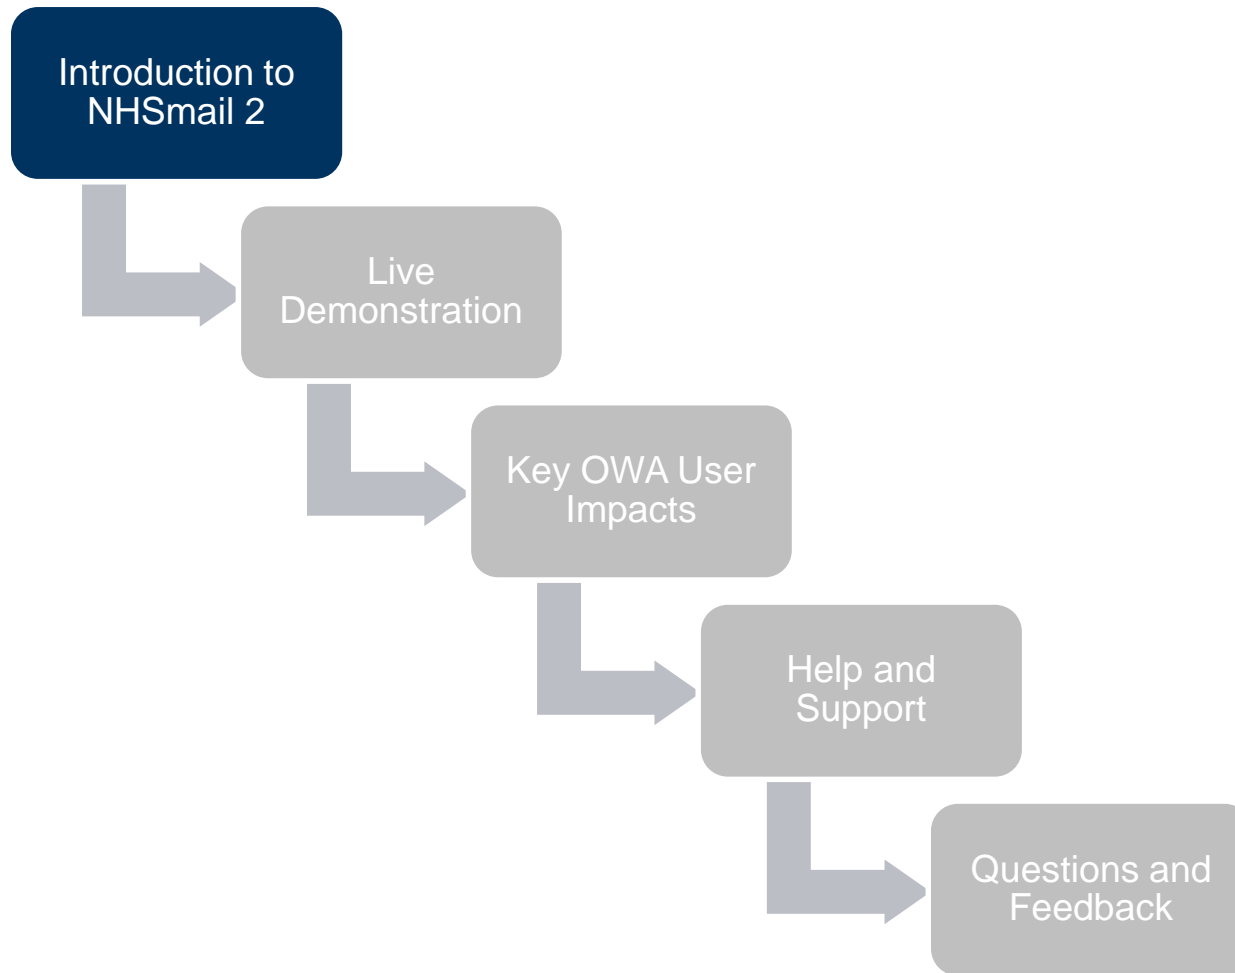 Introduction to
NHSmail 2
Live
Demonstration
Key OWA User
Impacts
Help and
Support
Questions and
Feedback